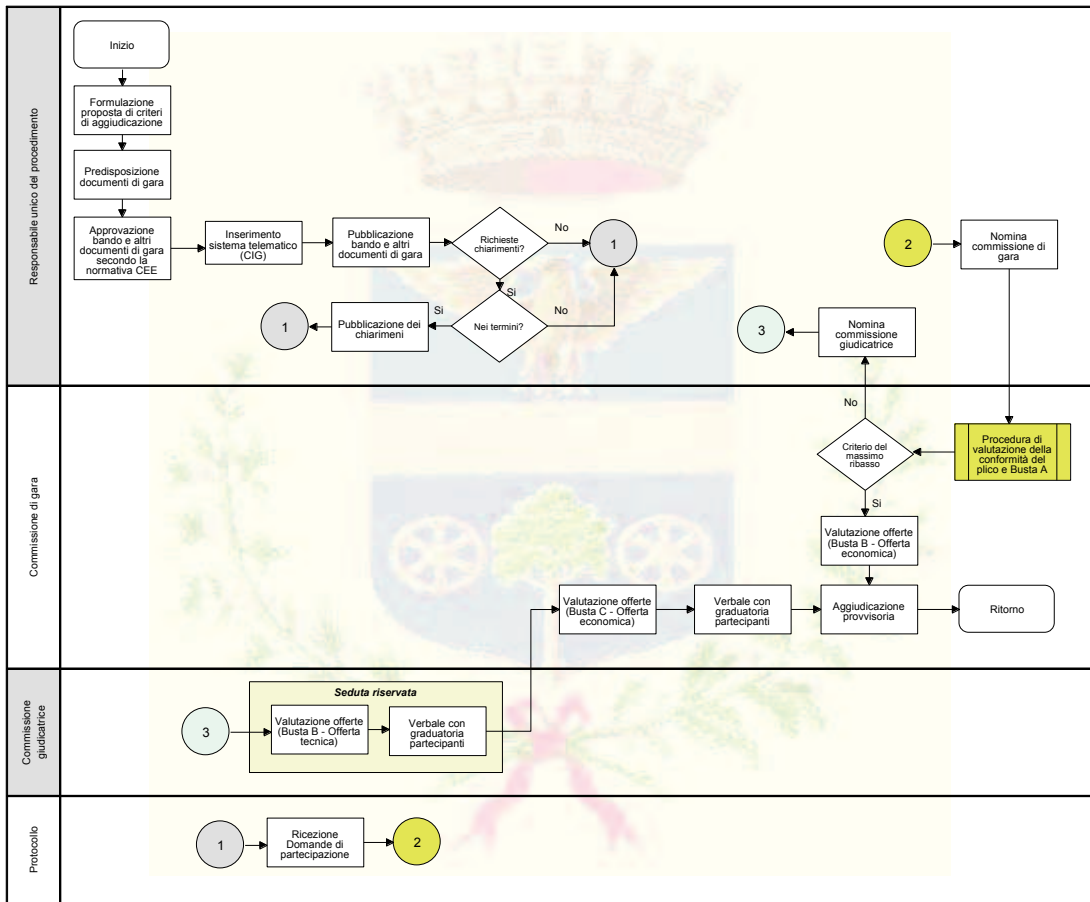 Responsabile unico del procedimento
Inizio
Formulazione
proposta di criteri
di aggiudicazione
Predisposizione
documenti di gara
Approvazione
bando e altri
documenti di gara
secondo la
normativa CEE
Inserimento
sistema telematico
(CIG)
Pubblicazione
bando e altri
documenti di gara
Richieste
chiarimenti?
No
1
Si
Nei termini?
No
Si
Pubblicazione dei
chiarimeni
1
2
Nomina
commissione di
gara
Nomina
commissione
giudicatrice
3
Commissione di gara
No
Criterio del
massimo
ribasso
Procedura di
valutazione della
conformità del
plico e Busta A
Si
Valutazione offerte
(Busta B - Offerta
economica)
Valutazione offerte
(Busta C - Offerta
economica)
Verbale con
graduatoria
partecipanti
Aggiudicazione
provvisoria
Ritorno
Commissione
giudicatrice
Seduta riservata
3
Valutazione offerte
(Busta B - Offerta
tecnica)
Verbale con
graduatoria
partecipanti
Protocollo
1
Ricezione
Domande di
partecipazione
2